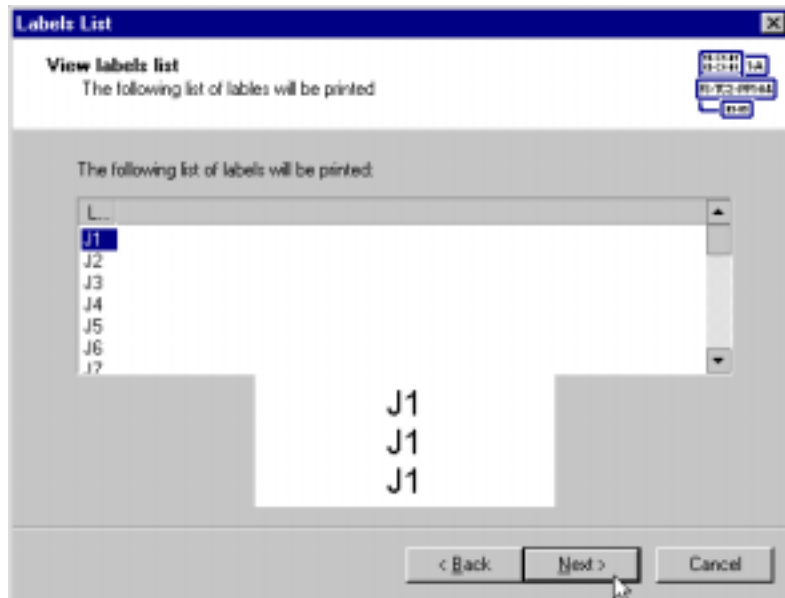 Labels List
View labels list
The following list of lables will be printed
The following list of labels will be printed:
L...
J1
J2
J3
J4
J5
J6
J7
J1
J1
J1
< Back
Next >
Cancel